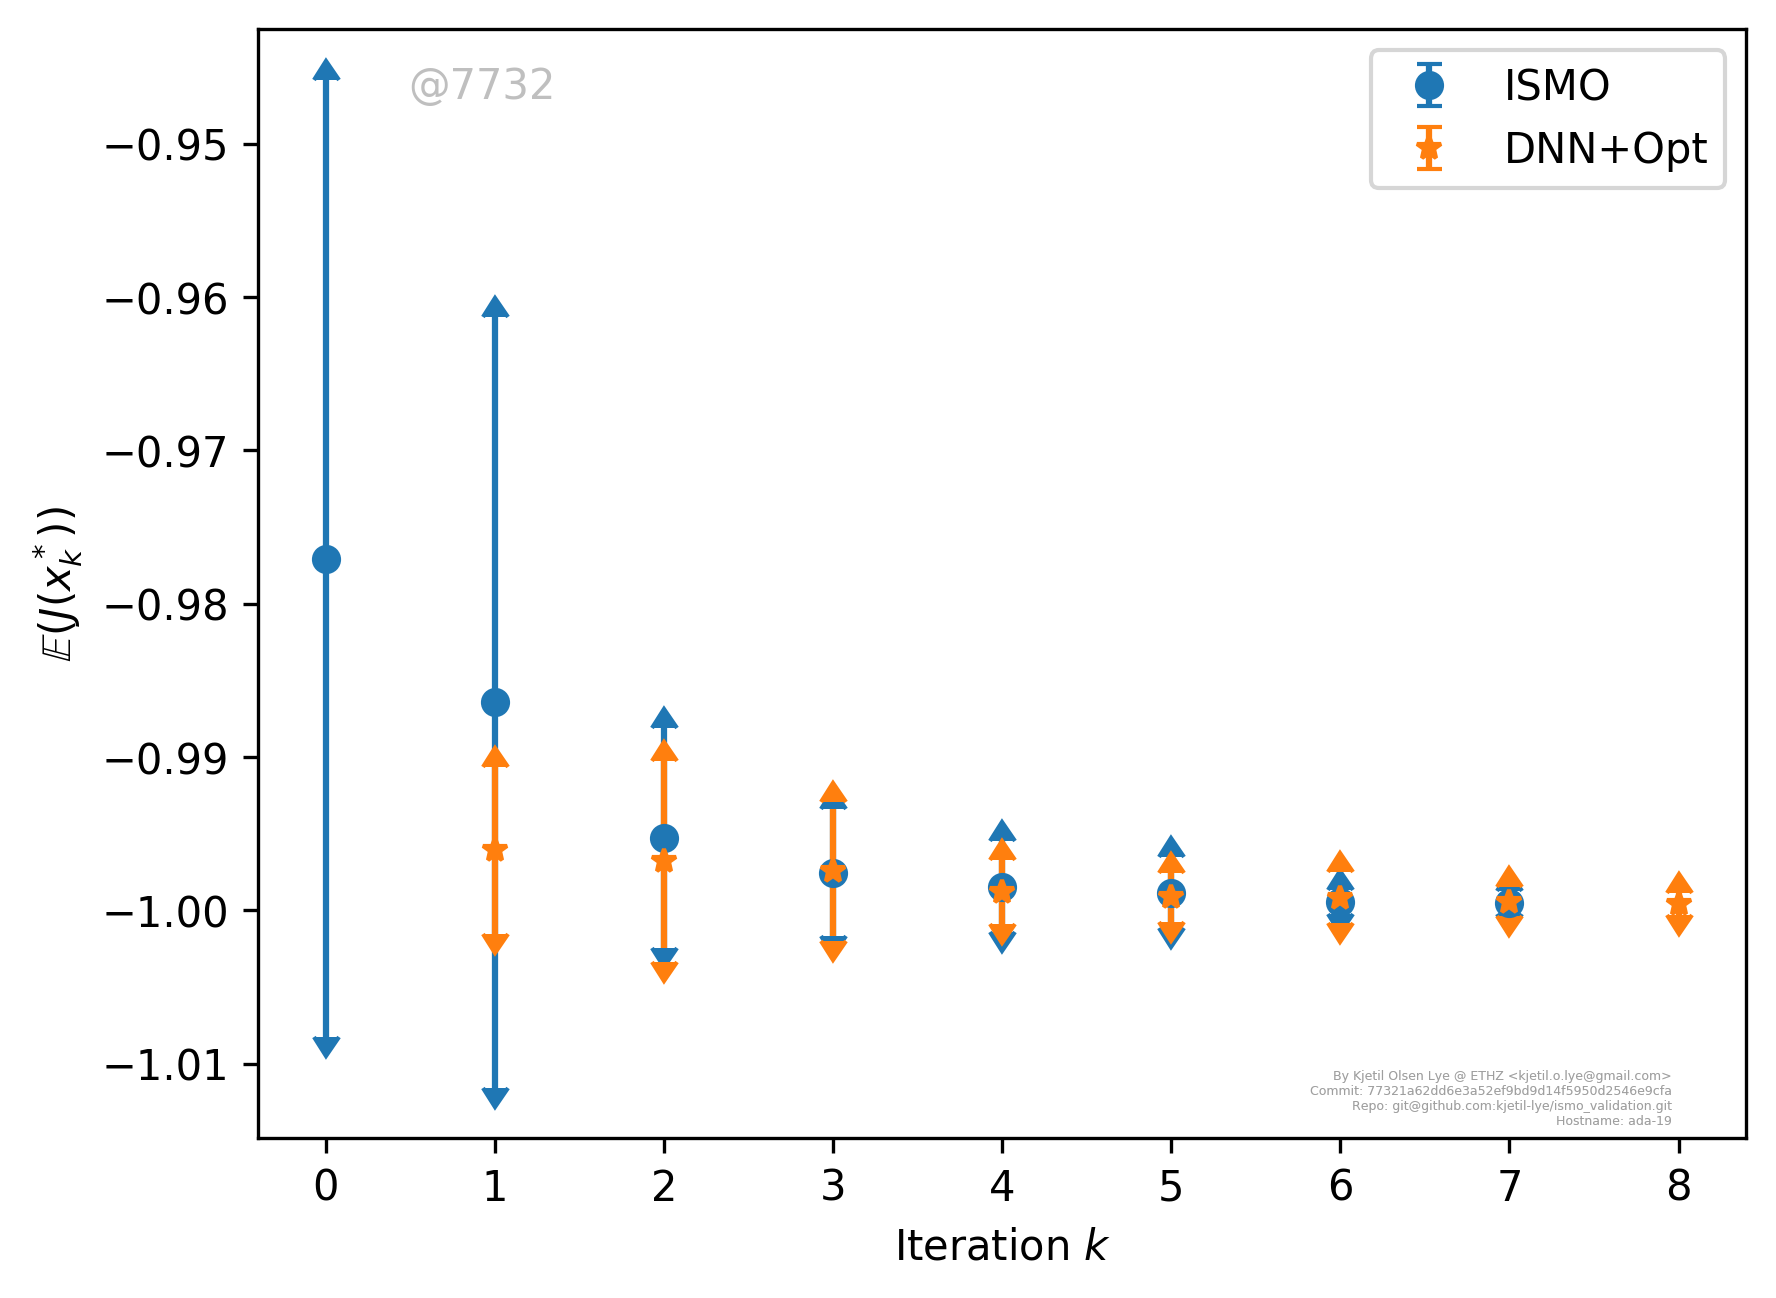 @7732
ISMO
DNN+Opt
−0.95
−0.96
−0.97
−0.98
−0.99
−1.00
−1.01
𝔼(J(x*k))
By Kjetil Olsen Lye @ ETHZ <kjetil.o.lye@gmail.com>
Commit: 77321a62dd6e3a52ef9bd9d14f5950d2546e9cfa
Repo: git@github.com:kjetil-lye/ismo_validation.git
Hostname: ada-19
0 1 2 3 4 5 6 7 8
Iteration k